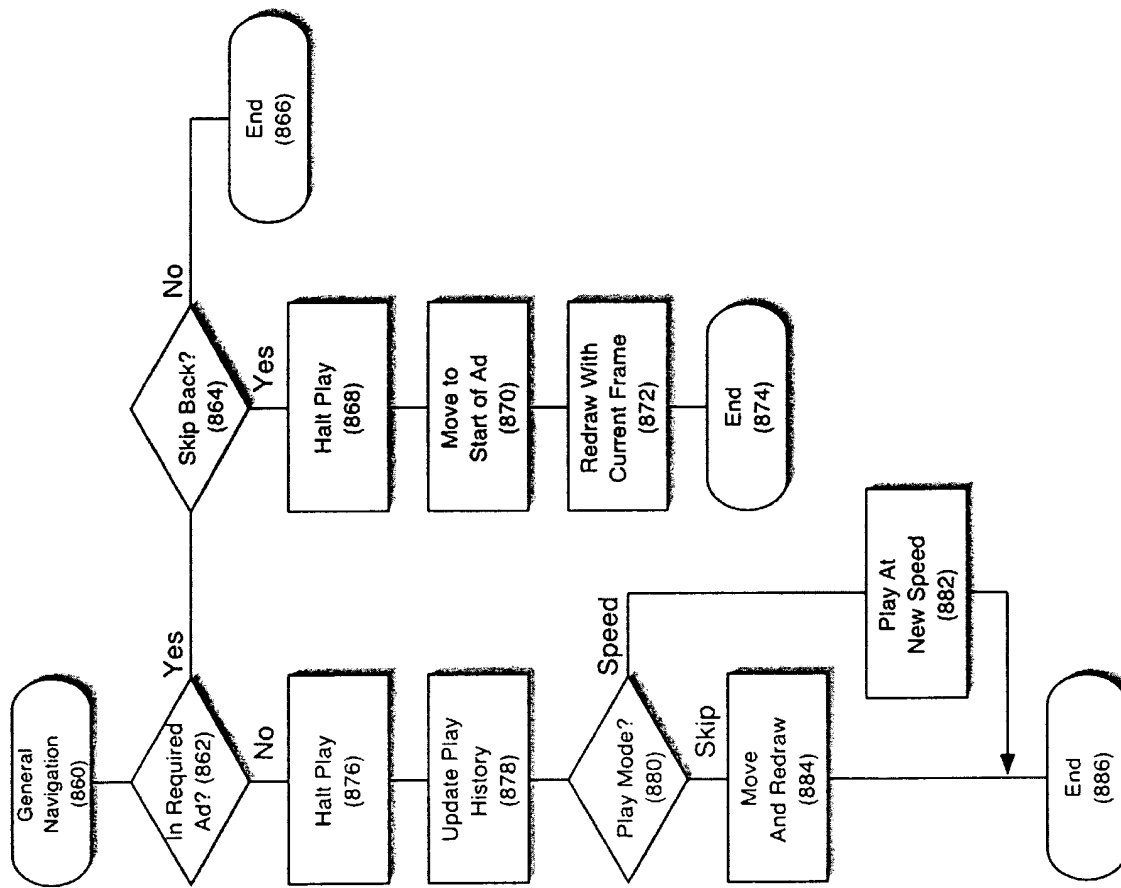 General
Navigation
(860)
In Required
Ad? (862)
Yes
No
Skip Back?
(864)
No
Yes
End
(866)
Halt Play
(868)
Move to
Start of Ad
(870)
Redraw With
Current Frame
(872)
End
(874)
Halt Play
(876)
Update Play
History
(878)
Play Mode?
(880)
Speed
Skip
Play At
New Speed
(882)
Move
And Redraw
(884)
End
(886)